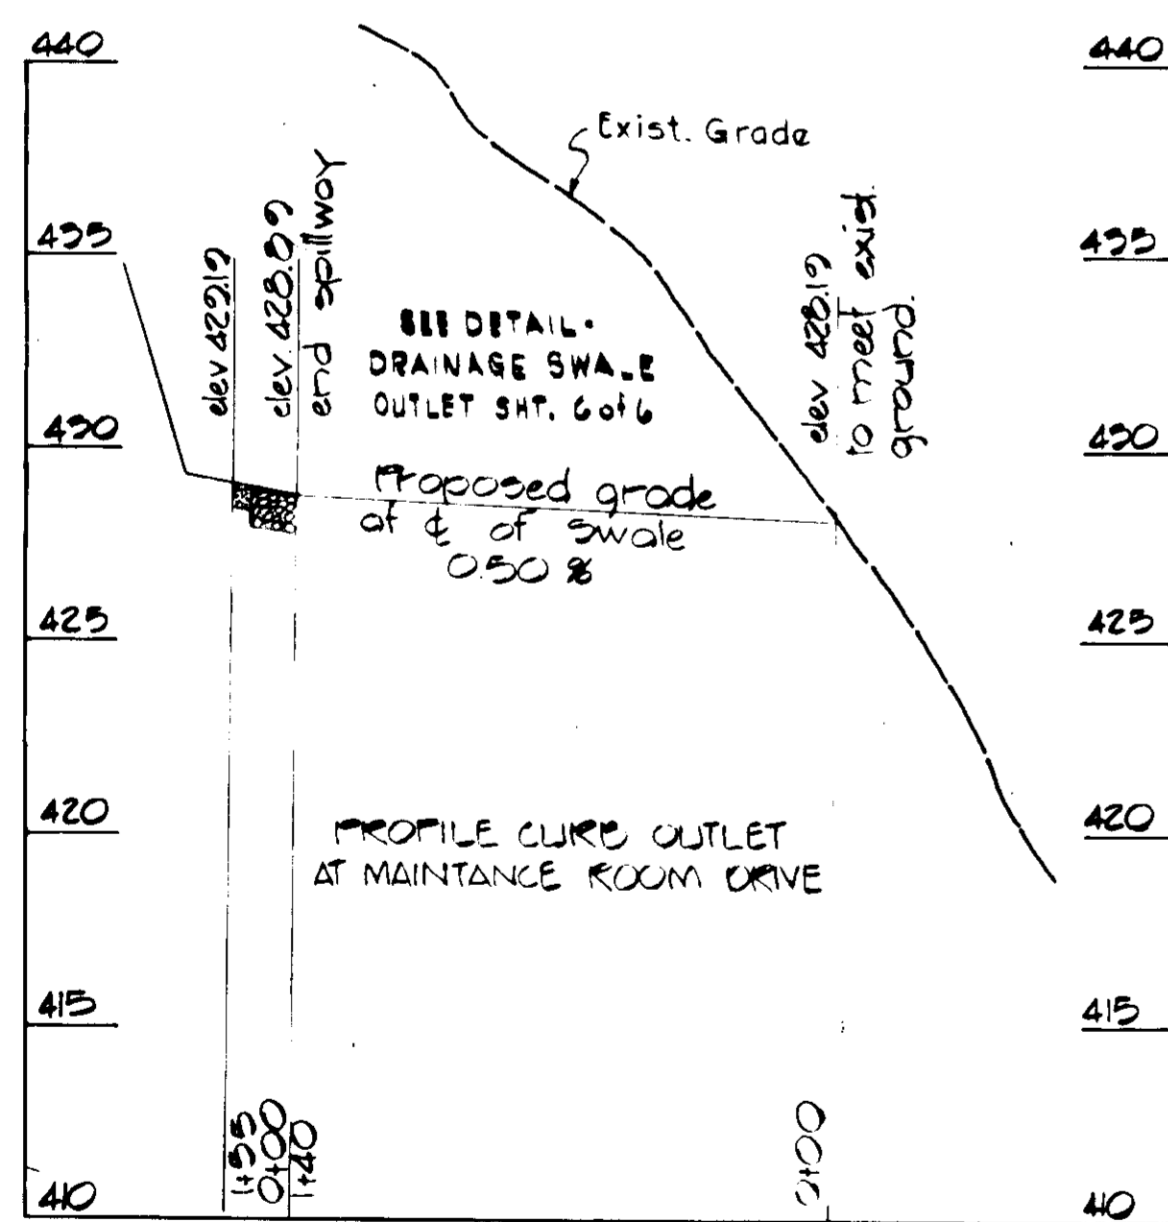 440
440
Exist. Grade
435
435
elev 429.19
elev. 428.89
end spillway
elev 428.19
to meet exist.
ground.
SEE DETAIL-
DRAINAGE SWALE
OUTLET SHT. 6 of 6
430
430
Proposed grade
at ℄ of swale
0.50 %
425
425
420
420
PROFILE CURB OUTLET
AT MAINTANCE ROOM DRIVE
415
415
1+55
0+00
1+40
0+00
410
410